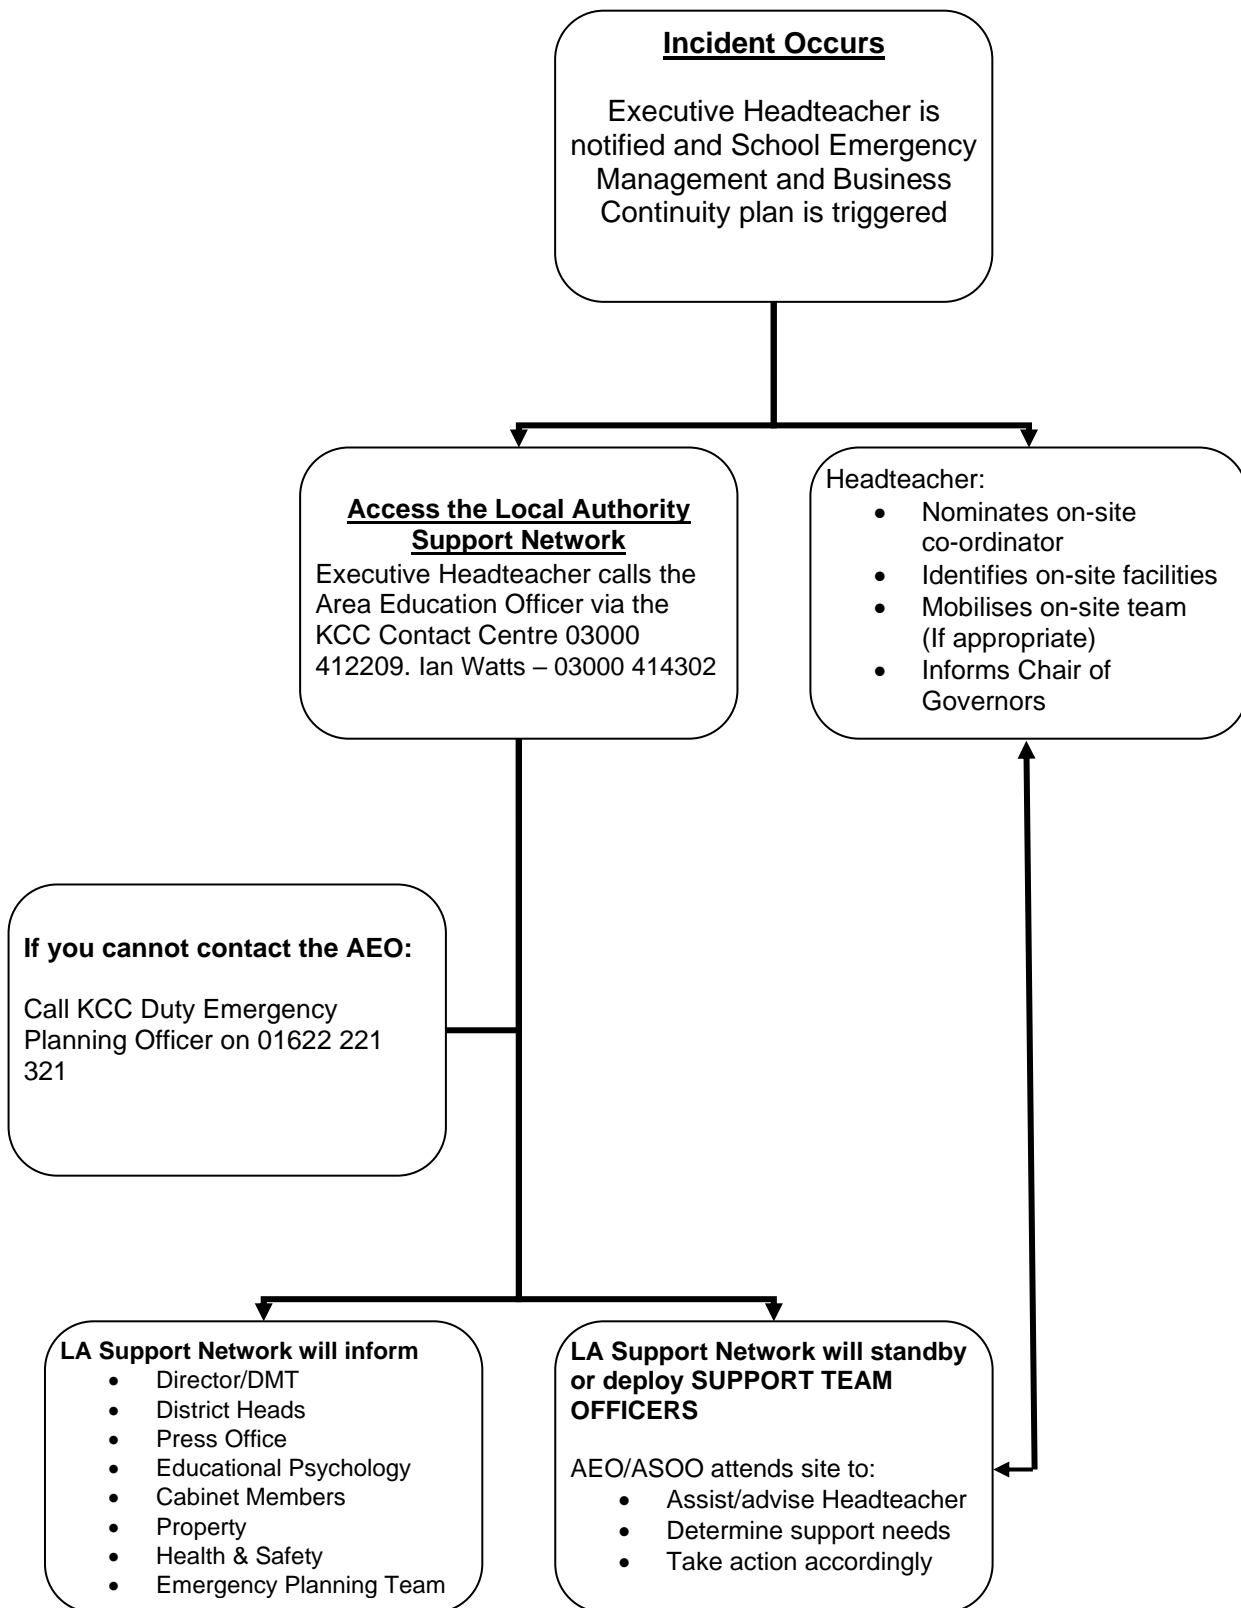 Incident Occurs
Executive Headteacher is
notified and School Emergency
Management and Business
Continuity plan is triggered
Access the Local Authority
Support Network
Executive Headteacher calls the
Area Education Officer via the
KCC Contact Centre 03000
412209. Ian Watts – 03000 414302
Headteacher:
• Nominates on-site
co-ordinator
• Identifies on-site facilities
• Mobilises on-site team
(If appropriate)
• Informs Chair of
Governors
If you cannot contact the AEO:
Call KCC Duty Emergency
Planning Officer on 01622 221
321
LA Support Network will inform
• Director/DMT
• District Heads
• Press Office
• Educational Psychology
• Cabinet Members
• Property
• Health & Safety
• Emergency Planning Team
LA Support Network will standby
or deploy SUPPORT TEAM
OFFICERS
AEO/ASOO attends site to:
• Assist/advise Headteacher
• Determine support needs
• Take action accordingly